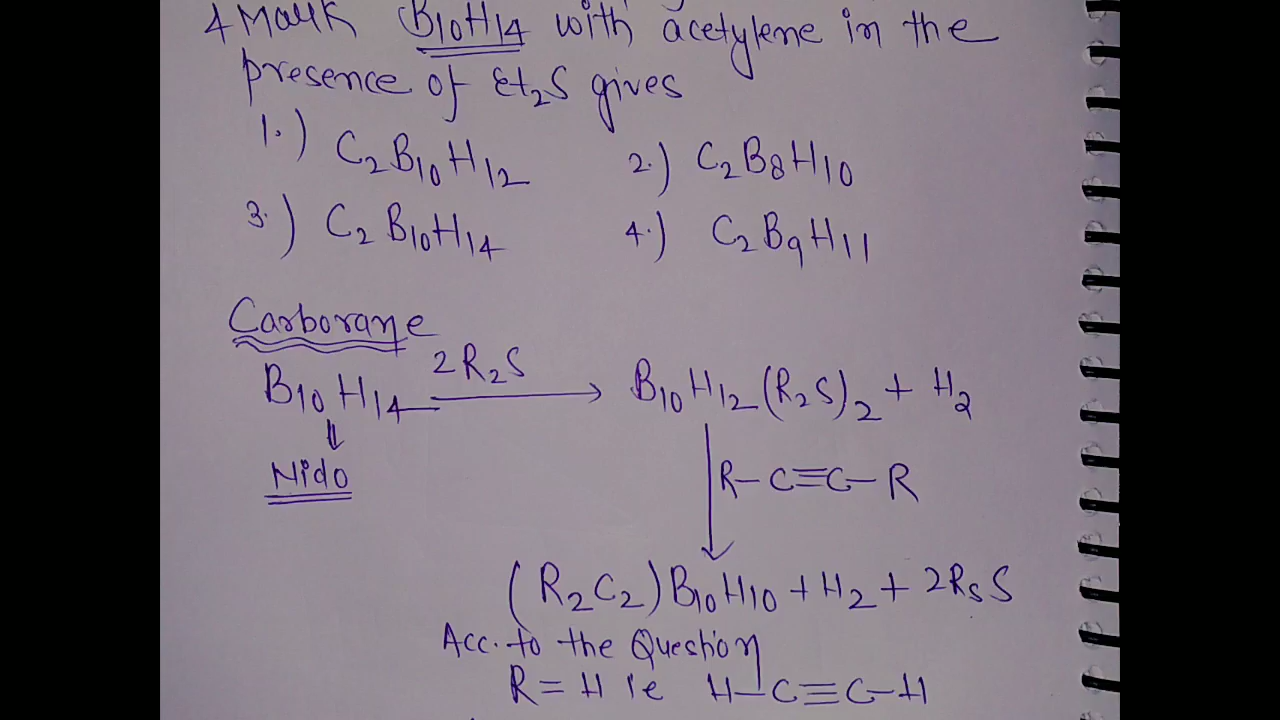 4 Mark B10H14 with acetylene in the
presence of Et2S gives
1.) C2B10H12 2.) C2B8H10
3.) C2B10H14 4.) C2B9H11
Carborane
B10H14 2R2S → B10H12(R2S)2 + H2
⇓
Nido
R-C≡C-R
(R2C2)B10H10 + H2 + 2RSS
Acc. to the Question
R = H ie H-C≡C-H